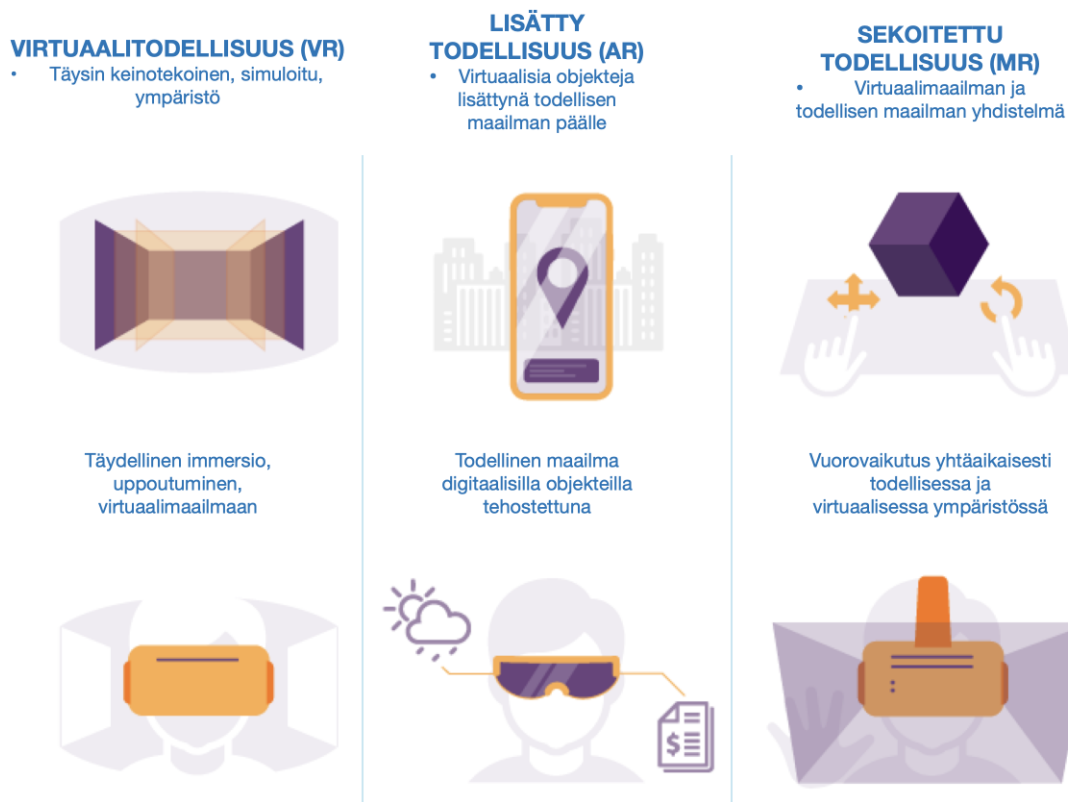 VIRTUAALITODELLISUUS (VR)
• Täysin keinotekoinen, simuloitu,
ympäristö
LISÄTTY
TODELLISUUS (AR)
• Virtuaalisia objekteja
lisättynä todellisen
maailman päälle
SEKOITETTU
TODELLISUUS (MR)
• Virtuaalimaailman ja
todellisen maailman yhdistelmä
Täydellinen immersio,
uppoutuminen,
virtuaalimaailmaan
Todellinen maailma
digitaalisilla objekteilla
tehostettuna
Vuorovaikutus yhtäaikaisesti
todellisessa ja
virtuaalisessa ympäristössä
$